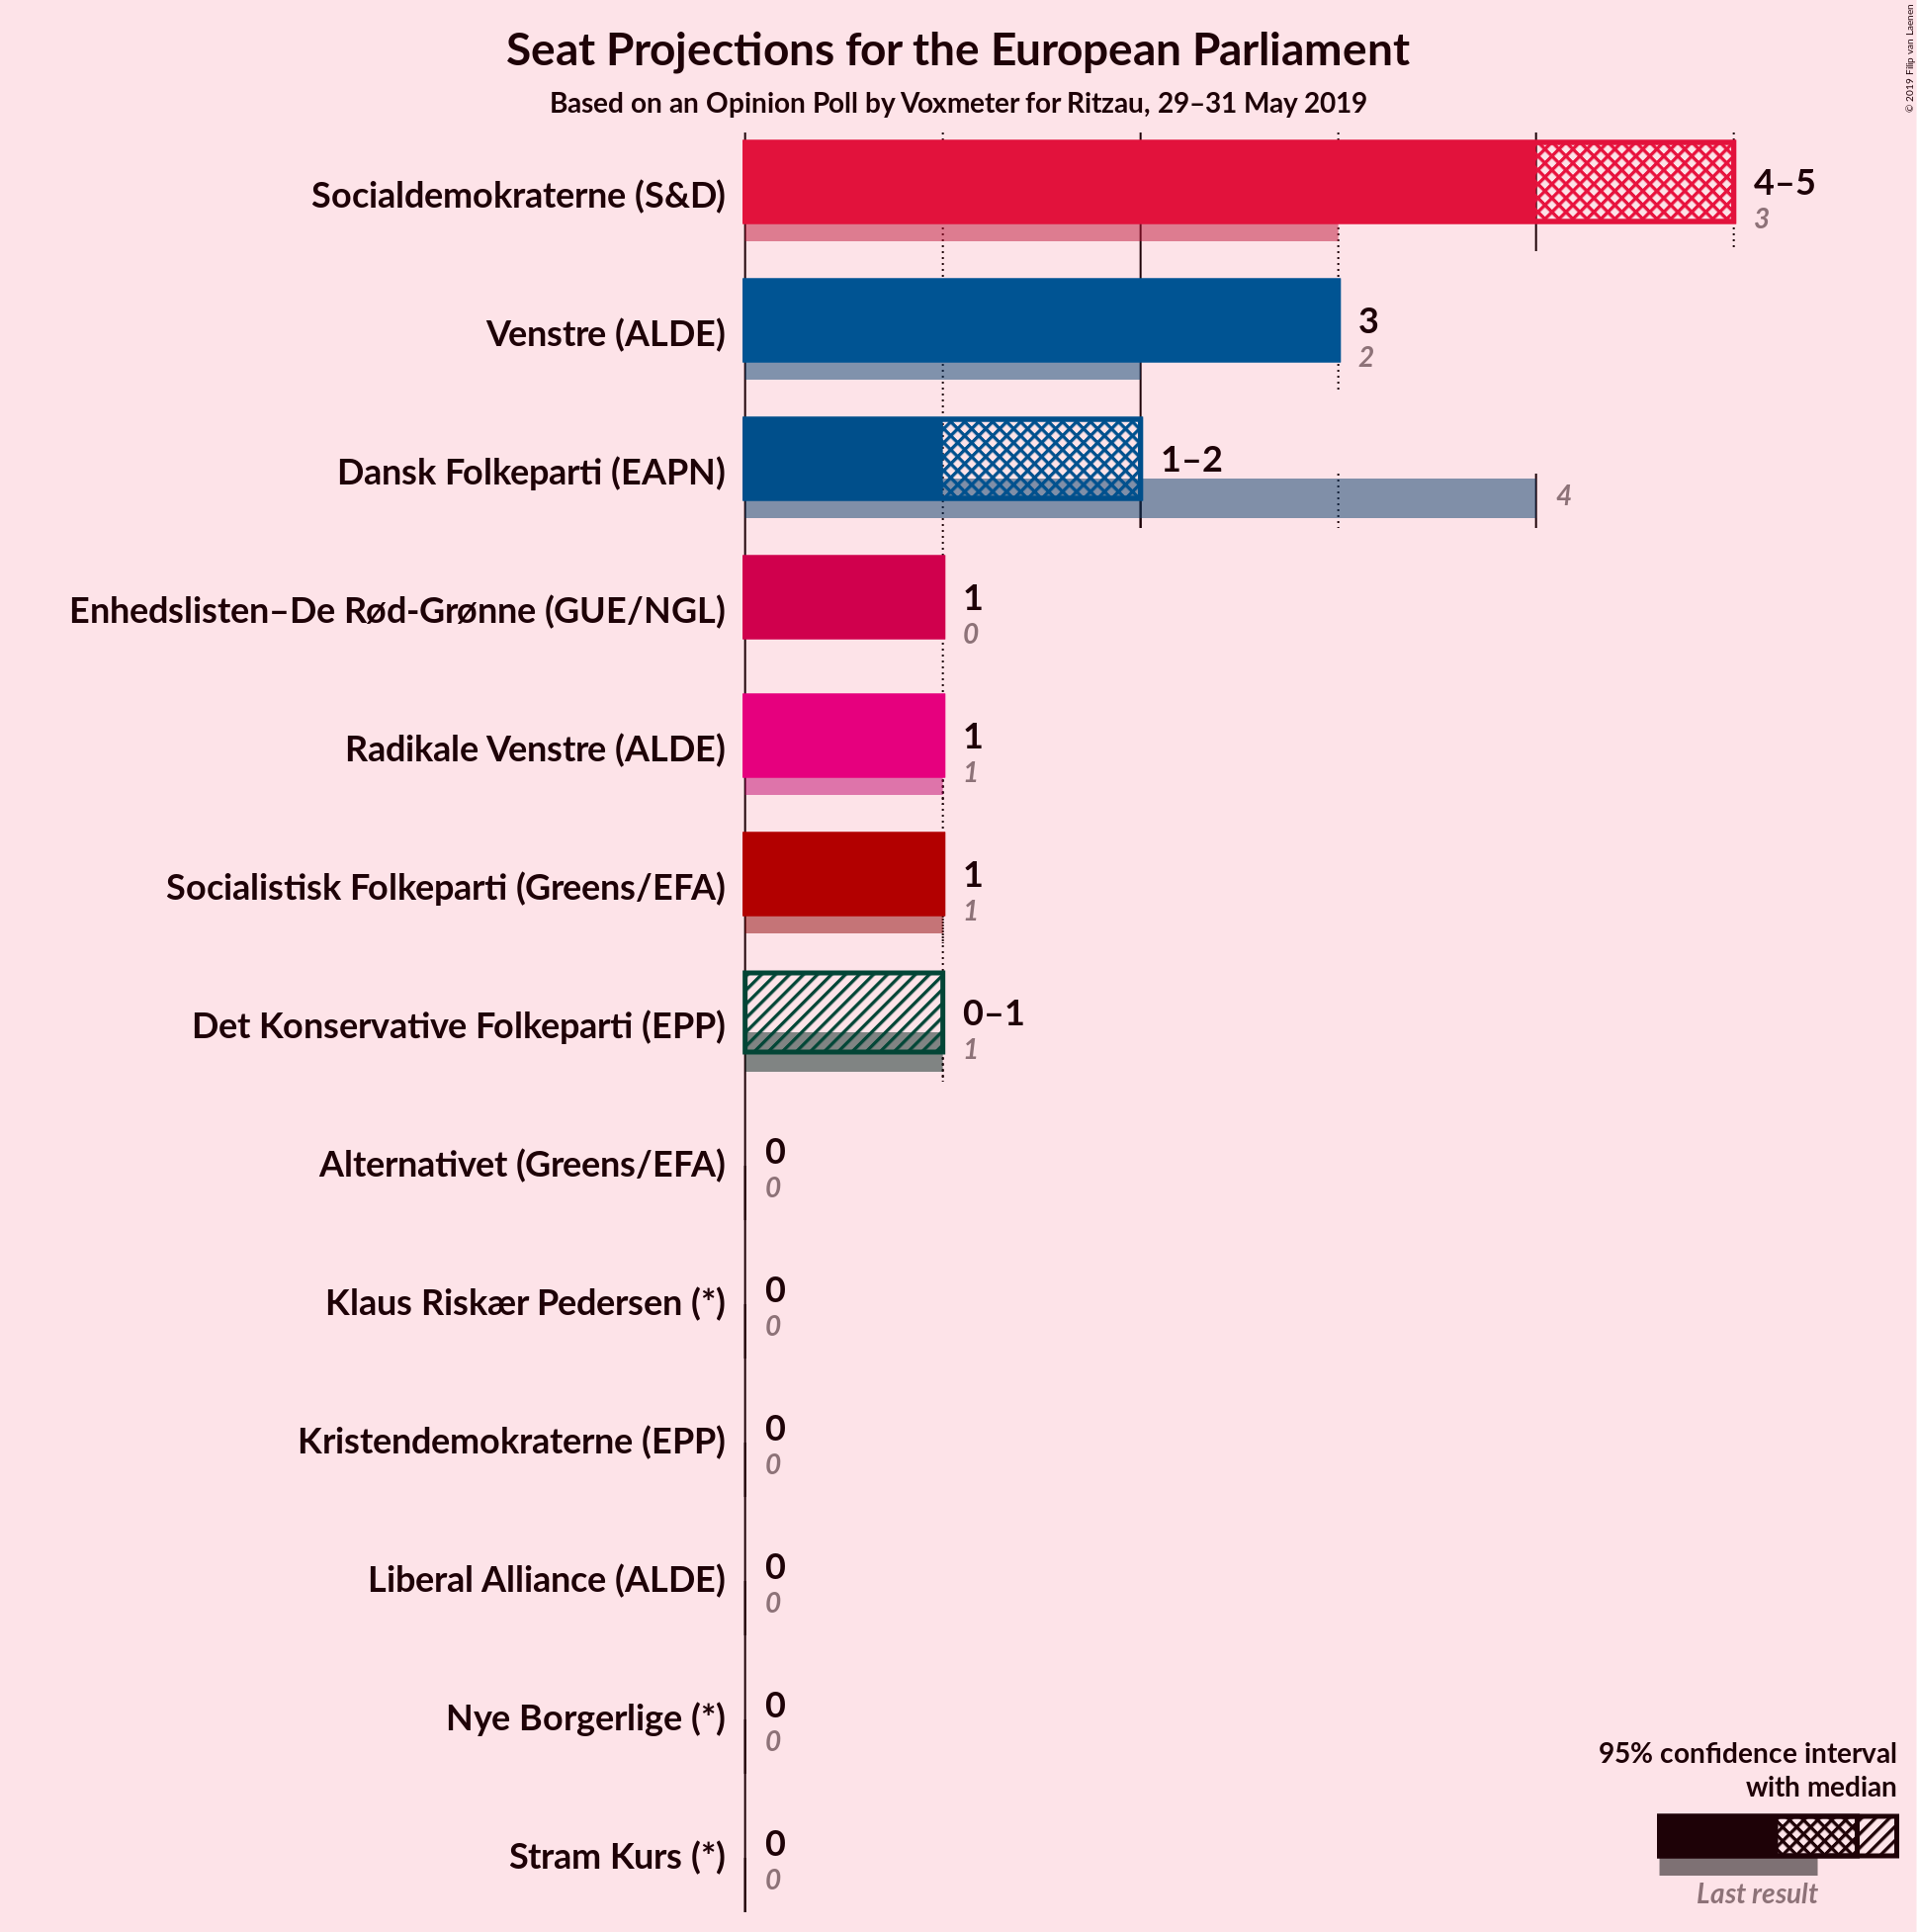 Seat Projections for the European Parliament
Based on an Opinion Poll by Voxmeter for Ritzau, 29–31 May 2019
© 2019 Filip van Laenen
Socialdemokraterne (S&D)
4–5
3
Venstre (ALDE)
3
2
Dansk Folkeparti (EAPN)
1–2
4
Enhedslisten–De Rød-Grønne (GUE/NGL)
1
0
Radikale Venstre (ALDE)
1
1
Socialistisk Folkeparti (Greens/EFA)
1
1
Det Konservative Folkeparti (EPP)
0–1
1
Alternativet (Greens/EFA)
0
0
Klaus Riskær Pedersen (*)
0
0
Kristendemokraterne (EPP)
0
0
Liberal Alliance (ALDE)
0
0
Nye Borgerlige (*)
0
0
Stram Kurs (*)
0
0
95% confidence interval
with median
Last result